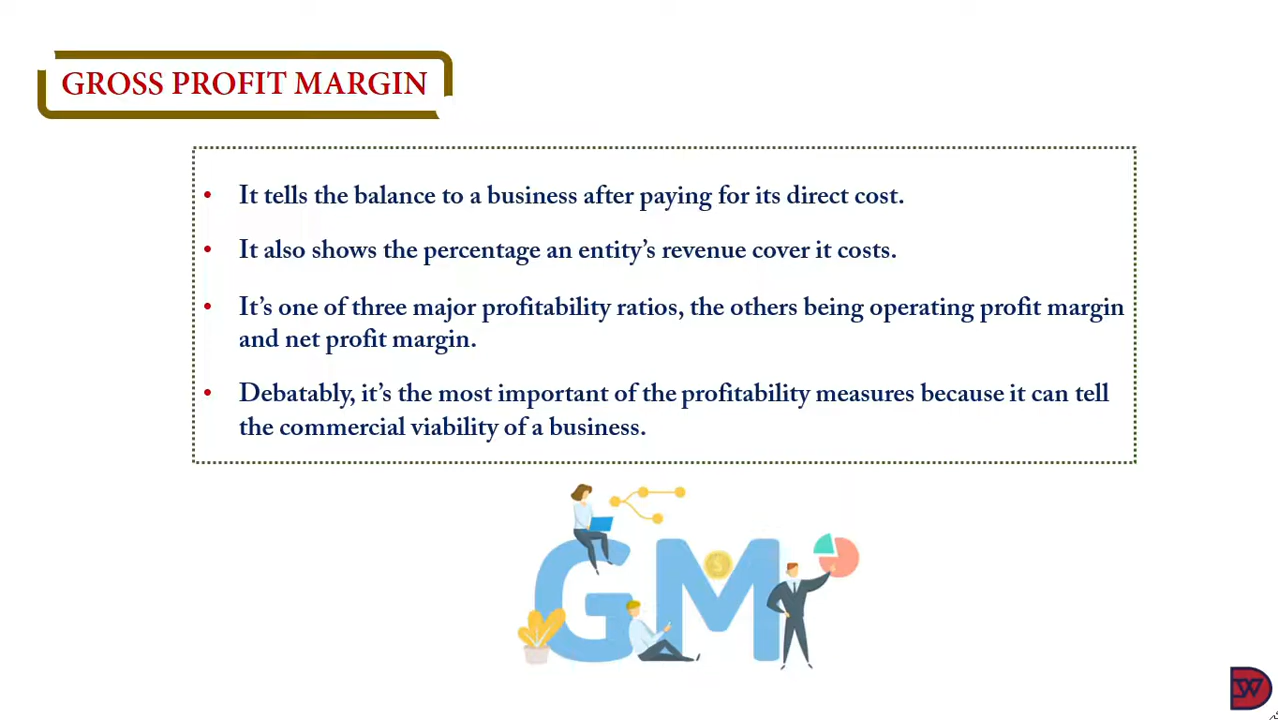 GROSS PROFIT MARGIN
• It tells the balance to a business after paying for its direct cost.
• It also shows the percentage an entity’s revenue cover it costs.
• It’s one of three major profitability ratios, the others being operating profit margin
and net profit margin.
• Debatably, it’s the most important of the profitability measures because it can tell
the commercial viability of a business.
GM
$
DW